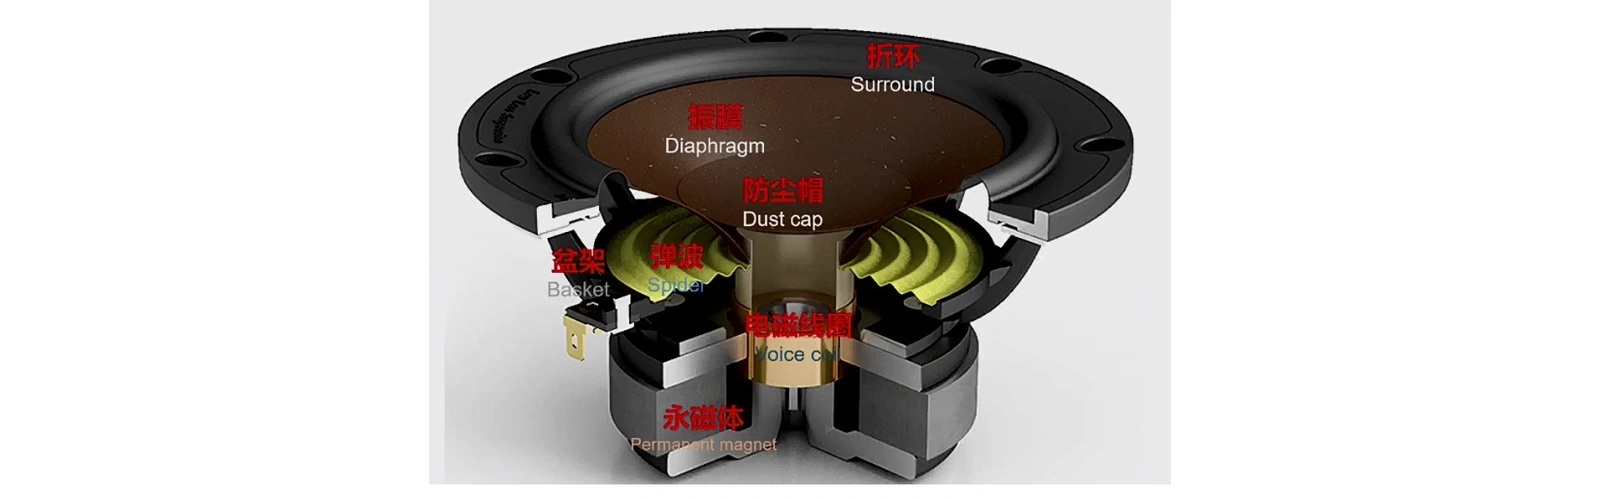 折环
Surround
振膜
Diaphragm
防尘帽
Dust cap
盆架
Basket
弹波
Spider
电磁线圈
Voice coil
永磁体
Permanent magnet